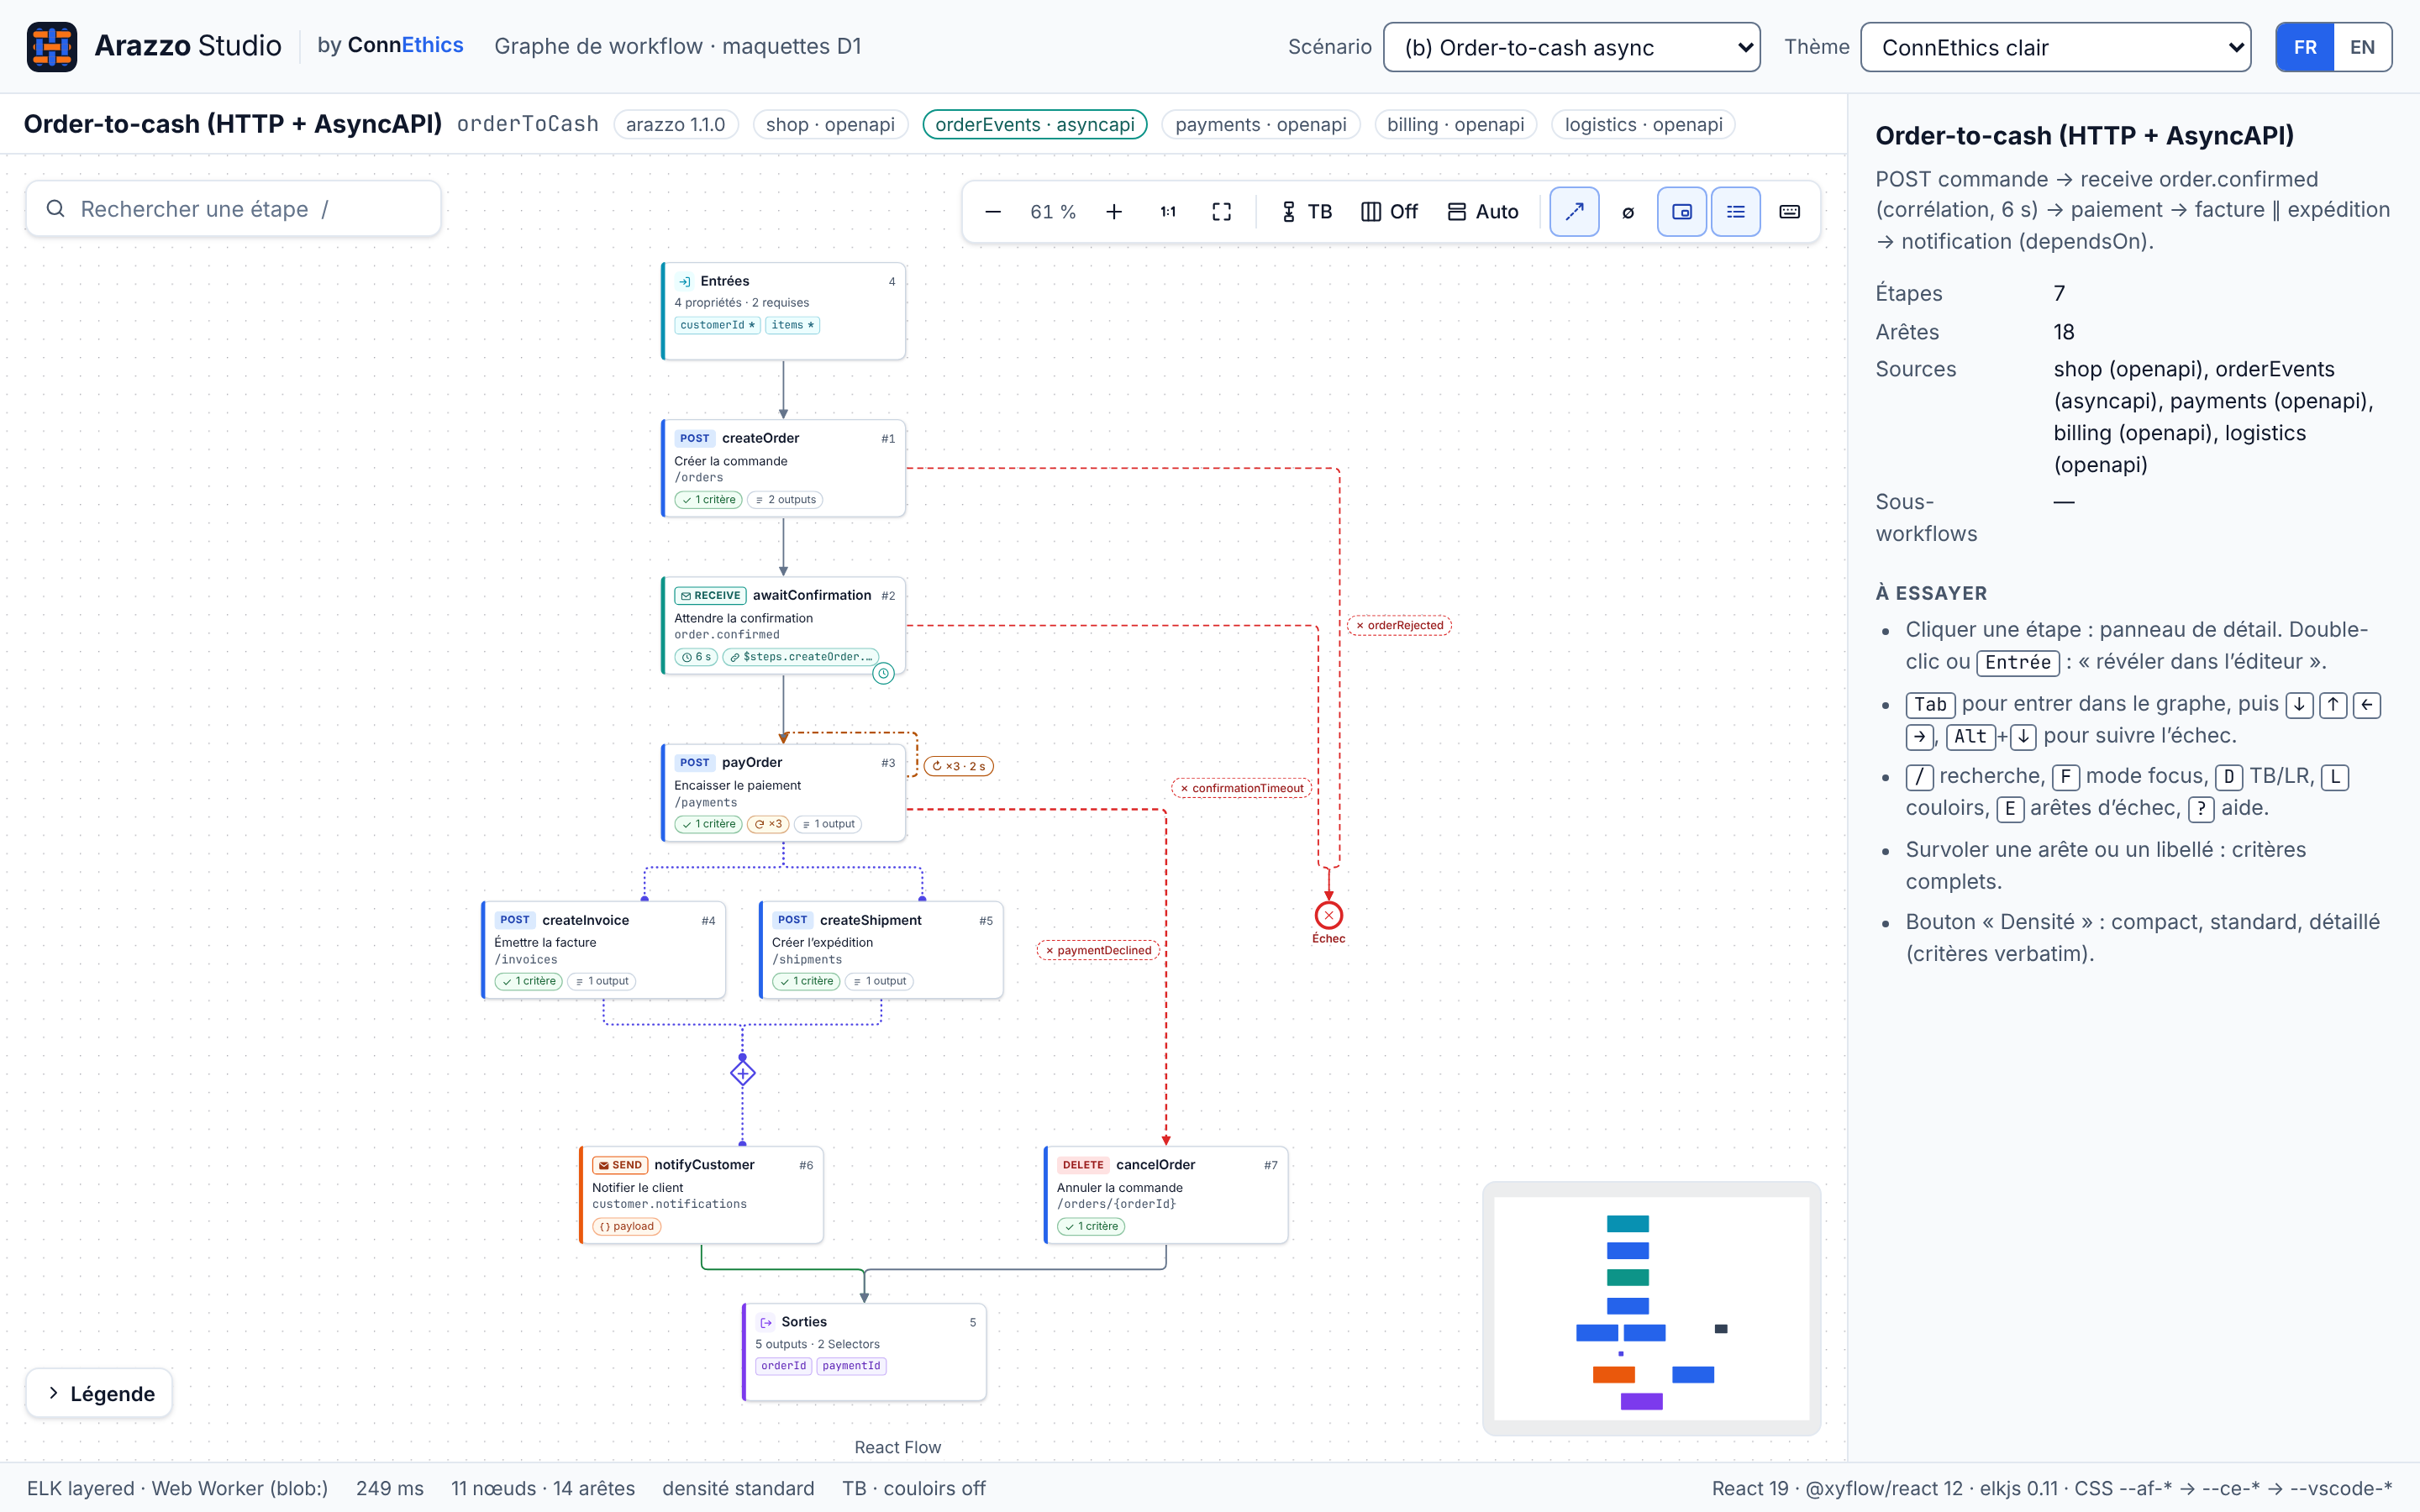 Arazzo Studio
by ConnEthics
Graphe de workflow · maquettes D1
Scénario
(b) Order-to-cash async
Thème
ConnEthics clair
FR
EN
Order-to-cash (HTTP + AsyncAPI)
orderToCash
arazzo 1.1.0
shop · openapi
orderEvents · asyncapi
payments · openapi
billing · openapi
logistics · openapi
Rechercher une étape /
− 61 % + 1:1
TB
Off
Auto
⌀
Entrées 4
4 propriétés · 2 requises
customerId * items *
POST createOrder #1
Créer la commande
/orders
✓ 1 critère 2 outputs
RECEIVE awaitConfirmation #2
Attendre la confirmation
order.confirmed
6 s $steps.createOrder.…
× orderRejected
POST payOrder #3
Encaisser le paiement
/payments
✓ 1 critère ×3 1 output
×3 · 2 s
× confirmationTimeout
POST createInvoice #4
Émettre la facture
/invoices
✓ 1 critère 1 output
POST createShipment #5
Créer l’expédition
/shipments
✓ 1 critère 1 output
× paymentDeclined
Échec
SEND notifyCustomer #6
Notifier le client
customer.notifications
{} payload
DELETE cancelOrder #7
Annuler la commande
/orders/{orderId}
✓ 1 critère
Sorties 5
5 outputs · 2 Selectors
orderId paymentId
Légende
React Flow
Order-to-cash (HTTP + AsyncAPI)
POST commande → receive order.confirmed
(corrélation, 6 s) → paiement → facture ∥ expédition
→ notification (dependsOn).
Étapes 7
Arêtes 18
Sources shop (openapi), orderEvents
(asyncapi), payments (openapi),
billing (openapi), logistics
(openapi)
Sous- —
workflows
À ESSAYER
• Cliquer une étape : panneau de détail. Double-
clic ou Entrée : « révéler dans l’éditeur ».
• Tab pour entrer dans le graphe, puis ↓ ↑ ←
→, Alt+↓ pour suivre l’échec.
• / recherche, F mode focus, D TB/LR, L
couloirs, E arêtes d’échec, ? aide.
• Survoler une arête ou un libellé : critères
complets.
• Bouton « Densité » : compact, standard, détaillé
(critères verbatim).
ELK layered · Web Worker (blob:) 249 ms 11 nœuds · 14 arêtes densité standard TB · couloirs off
React 19 · @xyflow/react 12 · elkjs 0.11 · CSS --af-* → --ce-* → --vscode-*